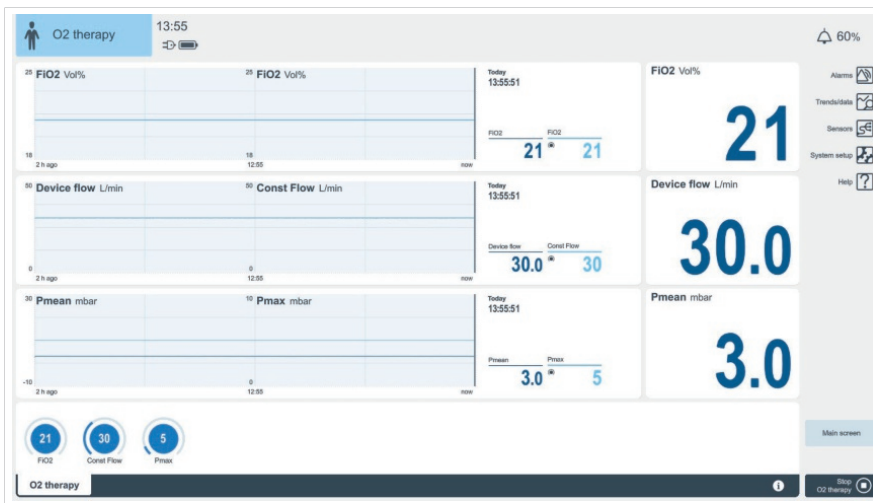 O2 therapy
13:55
60%
25 FiO2 Vol%
25 FiO2 Vol%
Today
13:55:51
FiO2
FiO2
21
21
18
18
2 h ago
12:55
now
FiO2 Vol%
21
Alarms
Trends/data
Sensors
System setup
Help
?
50 Device flow L/min
50 Const Flow L/min
Today
13:55:51
Device flow
Const Flow
30.0
30
0
0
2 h ago
12:55
now
Device flow L/min
30.0
30 Pmean mbar
10 Pmax mbar
Today
13:55:51
Pmean
Pmax
3.0
5
-10
0
2 h ago
12:55
now
Pmean mbar
3.0
21
30
5
FiO2
Const Flow
Pmax
Main screen
O2 therapy
i
Stop
O2 therapy